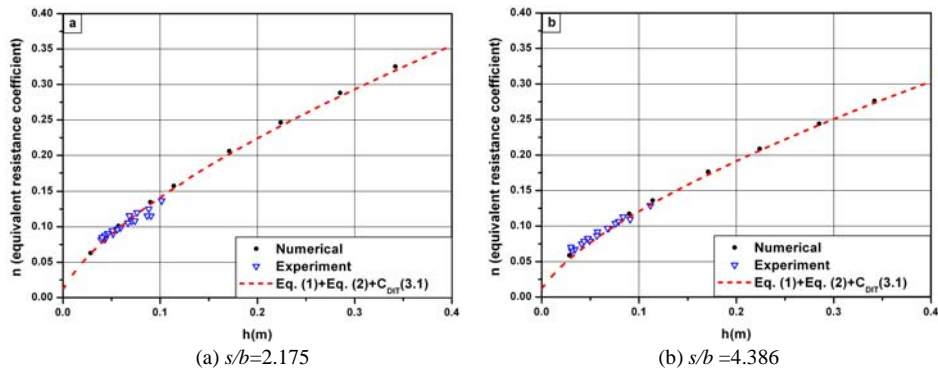 a
n (equivalent resistance coefficient)
0.40
0.35
0.30
0.25
0.20
0.15
0.10
0.05
0.00
0.0
0.1
0.2
0.3
0.4
h(m)
Numerical
Experiment
Eq. (1)+Eq. (2)+C_DIT(3.1)
(a) s/b=2.175
b
n (equivalent resistance coefficient)
0.40
0.35
0.30
0.25
0.20
0.15
0.10
0.05
0.00
0.0
0.1
0.2
0.3
0.4
h(m)
Numerical
Experiment
Eq. (1)+Eq. (2)+C_DIT(3.1)
(b) s/b =4.386